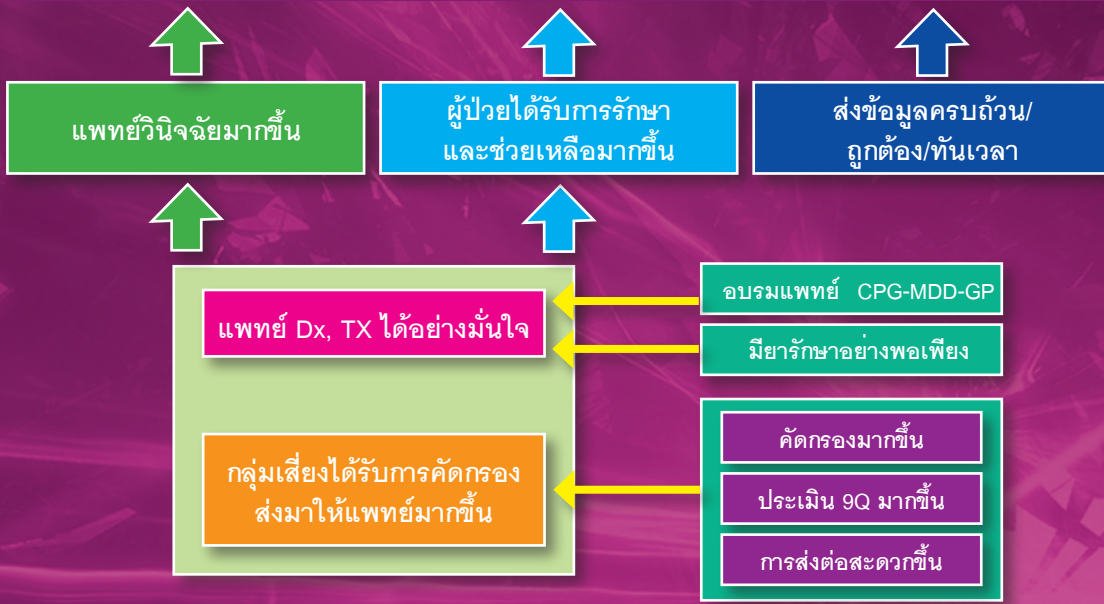 แพทย์วินิจฉัยมากขึ้น
ผู้ป่วยได้รับการรักษา
และช่วยเหลือมากขึ้น
ส่งข้อมูลครบถ้วน/
ถูกต้อง/ทันเวลา
แพทย์ Dx, TX ได้อย่างมั่นใจ
อบรมแพทย์ CPG-MDD-GP
มียารักษาอย่างพอเพียง
กลุ่มเสี่ยงได้รับการคัดกรอง
ส่งมาให้แพทย์มากขึ้น
คัดกรองมากขึ้น
ประเมิน 9Q มากขึ้น
การส่งต่อสะดวกขึ้น